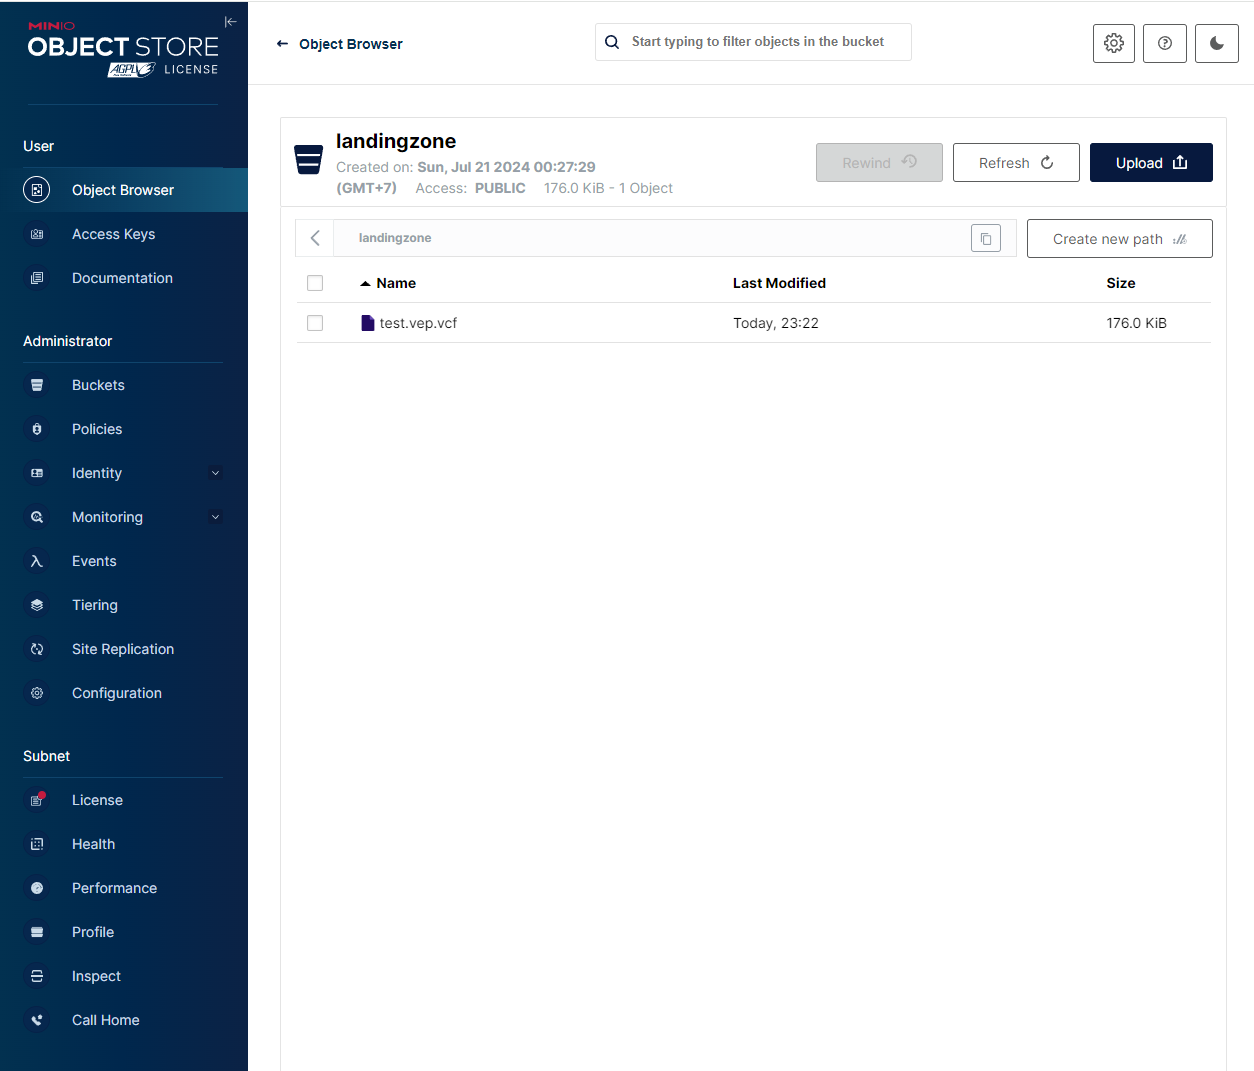 MINIO
OBJECT STORE
AGPLV3 LICENSE
User
Object Browser
Access Keys
Documentation
Administrator
Buckets
Policies
Identity
Monitoring
Events
Tiering
Site Replication
Configuration
Subnet
License
Health
Performance
Profile
Inspect
Call Home
Object Browser
Start typing to filter objects in the bucket
landingzone
Created on: Sun, Jul 21 2024 00:27:29
(GMT+7) Access: PUBLIC 176.0 KiB - 1 Object
Rewind
Refresh
Upload
landingzone
Create new path
Name Last Modified Size
test.vep.vcf Today, 23:22 176.0 KiB